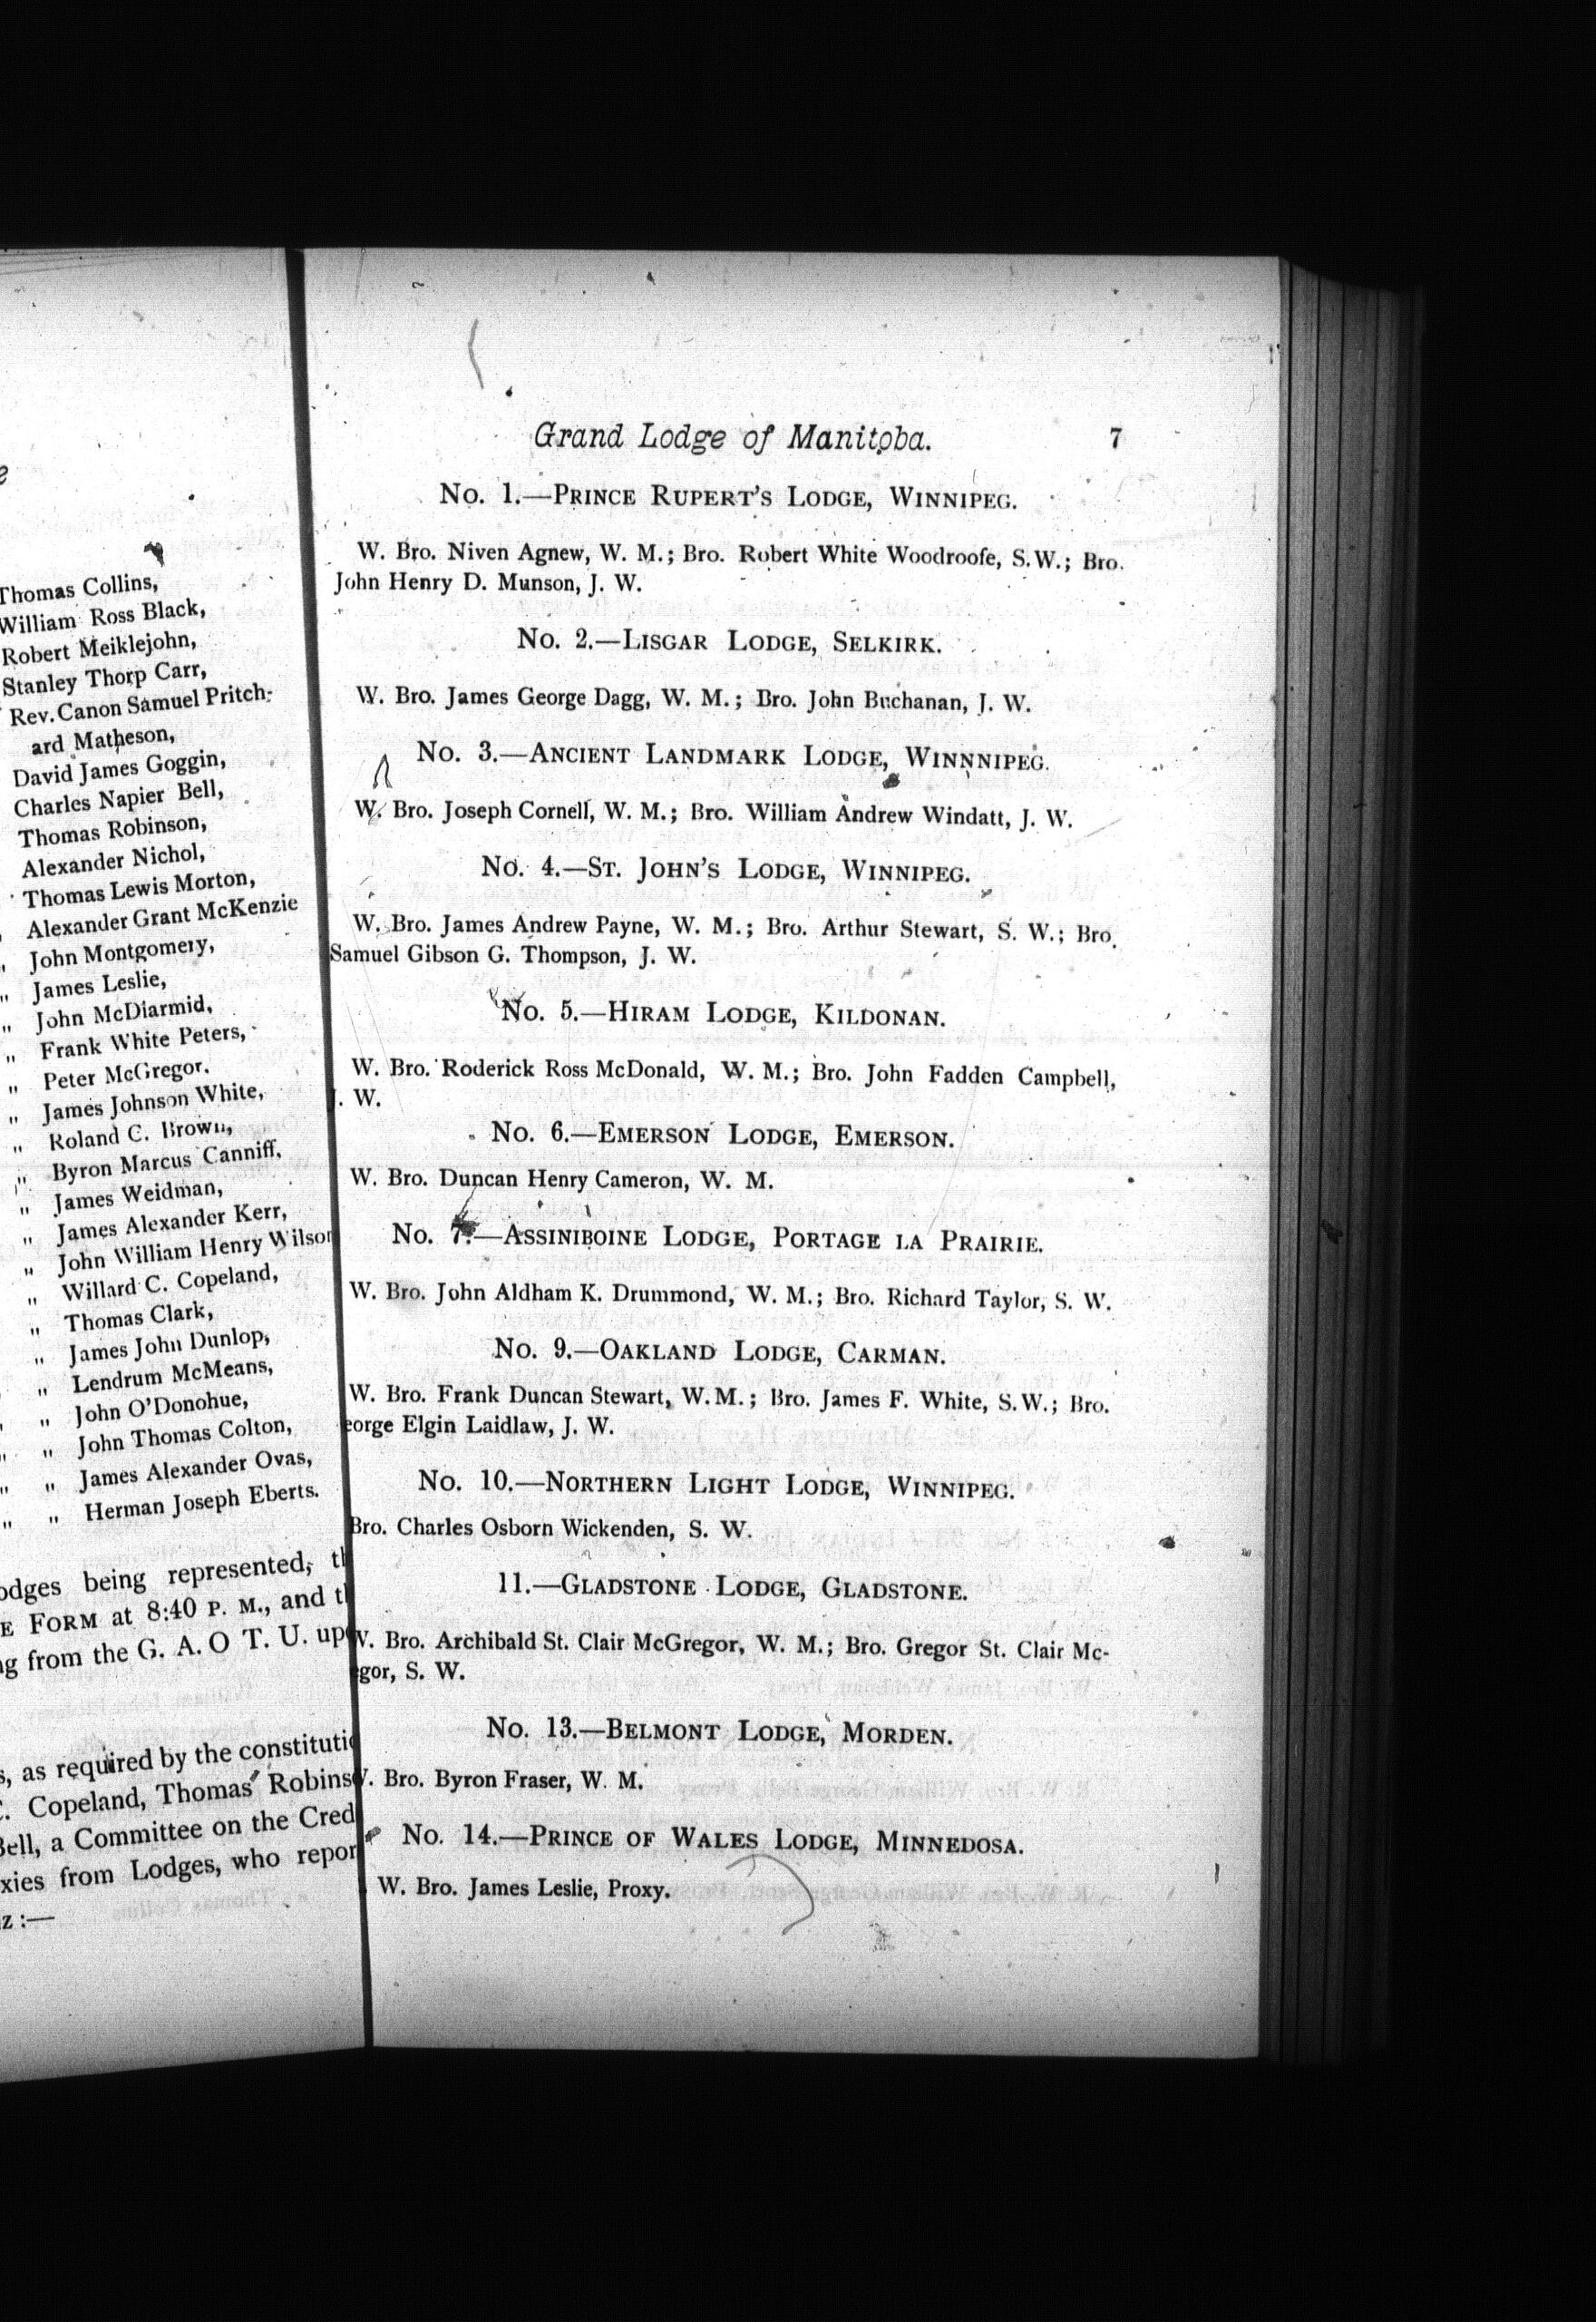 e
Thomas Collins,
William Ross Black,
Robert Meiklejohn,
Stanley Thorp Carr,
Rev. Canon Samuel Pritch-
ard Matheson,
David James Goggin,
Charles Napier Bell,
Thomas Robinson,
Alexander Nichol,
Thomas Lewis Morton,
Alexander Grant McKenzie
" John Montgomery,
" James Leslie,
" John McDiarmid,
" Frank White Peters,
" Peter McGregor.
" James Johnson White,
" Roland C. Brown,
" Byron Marcus Canniff,
" James Weidman,
" James Alexander Kerr,
" John William Henry Wilson
" Willard C. Copeland,
" Thomas Clark,
" James John Dunlop,
" Lendrum McMeans,
" John O'Donohue,
" " John Thomas Colton,
" " James Alexander Ovas,
" " Herman Joseph Eberts.
odges being represented, th
E FORM at 8:40 P. M., and th
ng from the G. A. O T. U. upo
s, as required by the constitutio
C. Copeland, Thomas Robinso
Bell, a Committee on the Cred
xies from Lodges, who repor
iz :—
Grand Lodge of Manitoba. 7
No. 1.—PRINCE RUPERT'S LODGE, WINNIPEG.
W. Bro. Niven Agnew, W. M.; Bro. Robert White Woodroofe, S.W.; Bro.
John Henry D. Munson, J. W.
No. 2.—LISGAR LODGE, SELKIRK.
W. Bro. James George Dagg, W. M.; Bro. John Buchanan, J. W.
No. 3.—ANCIENT LANDMARK LODGE, WINNNIPEG.
W. Bro. Joseph Cornell, W. M.; Bro. William Andrew Windatt, J. W.
No. 4.—ST. JOHN'S LODGE, WINNIPEG.
W. Bro. James Andrew Payne, W. M.; Bro. Arthur Stewart, S. W.; Bro.
Samuel Gibson G. Thompson, J. W.
No. 5.—HIRAM LODGE, KILDONAN.
W. Bro. Roderick Ross McDonald, W. M.; Bro. John Fadden Campbell,
J. W.
No. 6.—EMERSON LODGE, EMERSON.
W. Bro. Duncan Henry Cameron, W. M.
No. 7.—ASSINIBOINE LODGE, PORTAGE LA PRAIRIE.
W. Bro. John Aldham K. Drummond, W. M.; Bro. Richard Taylor, S. W.
No. 9.—OAKLAND LODGE, CARMAN.
W. Bro. Frank Duncan Stewart, W.M.; Bro. James F. White, S.W.; Bro.
eorge Elgin Laidlaw, J. W.
No. 10.—NORTHERN LIGHT LODGE, WINNIPEG.
Bro. Charles Osborn Wickenden, S. W.
11.—GLADSTONE LODGE, GLADSTONE.
W. Bro. Archibald St. Clair McGregor, W. M.; Bro. Gregor St. Clair Mc-
egor, S. W.
No. 13.—BELMONT LODGE, MORDEN.
W. Bro. Byron Fraser, W. M.
No. 14.—PRINCE OF WALES LODGE, MINNEDOSA.
W. Bro. James Leslie, Proxy.